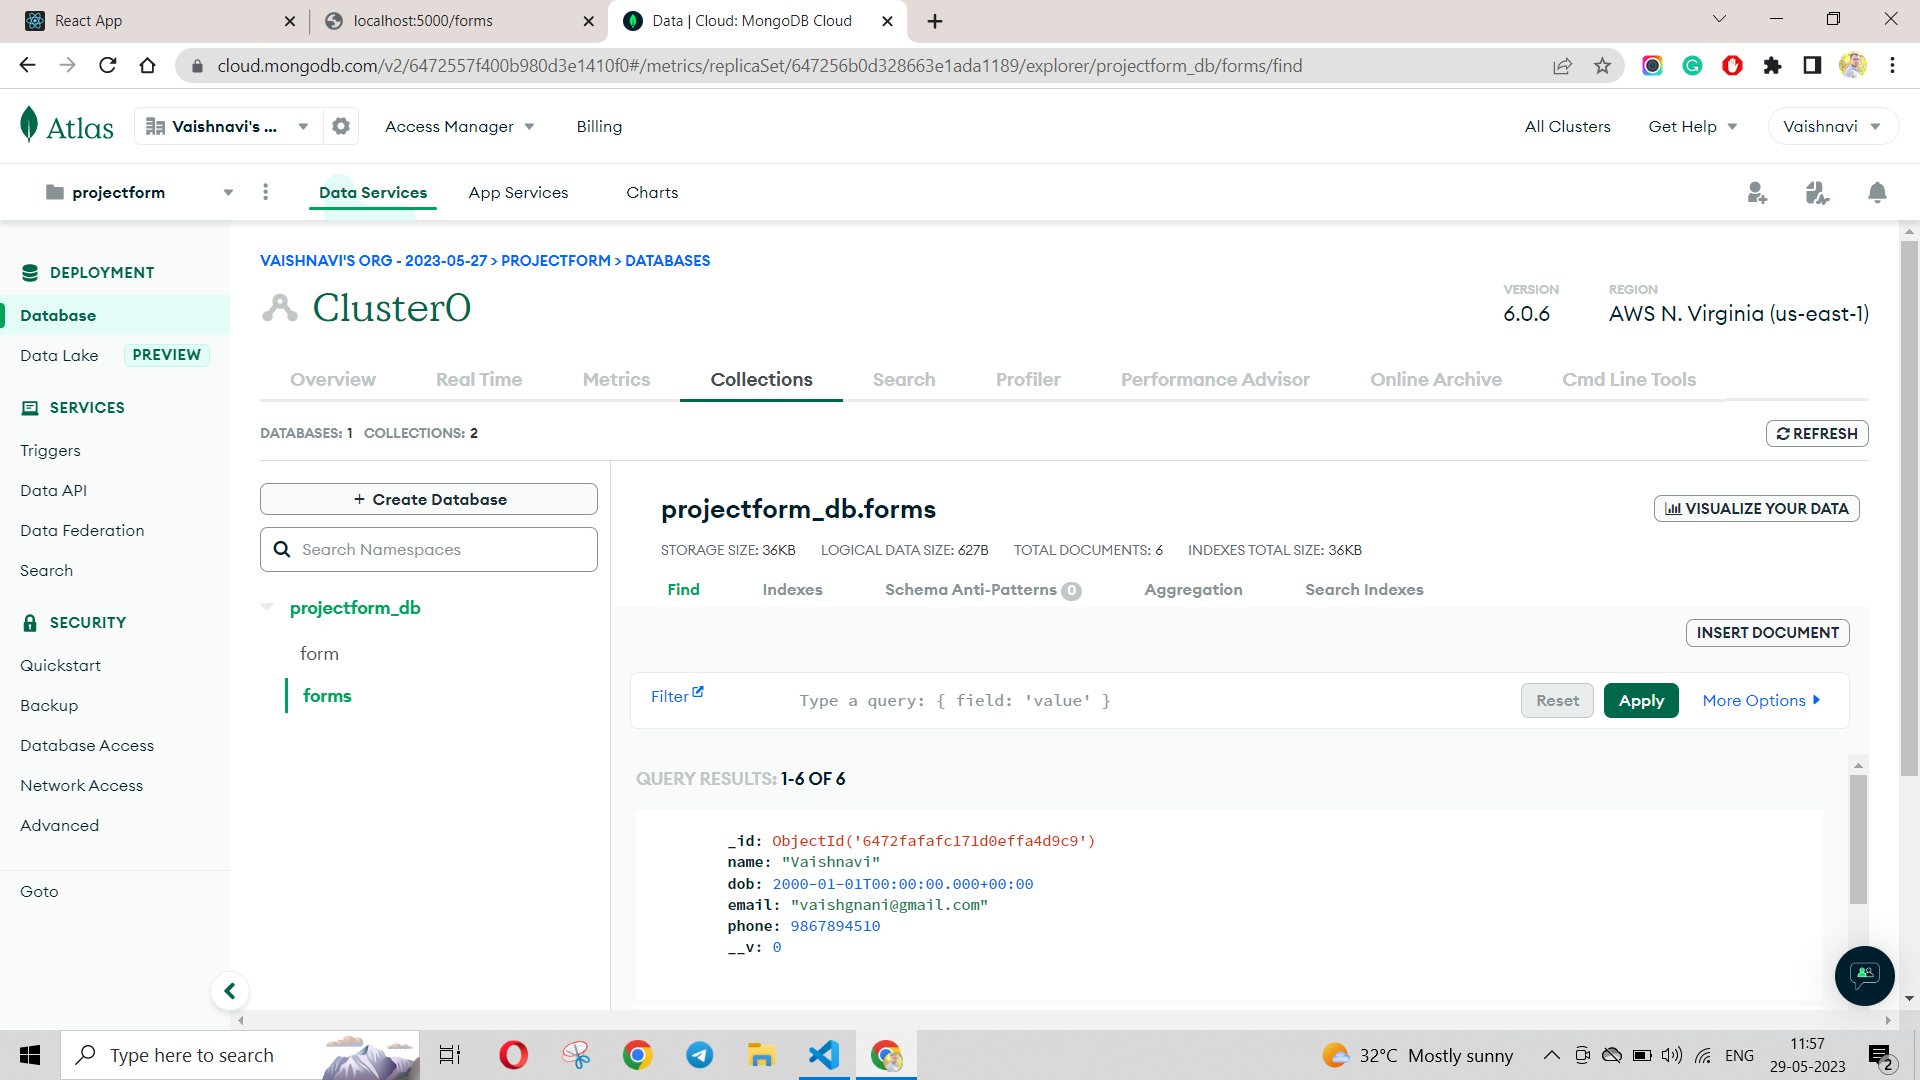 React App
localhost:5000/forms
Data | Cloud: MongoDB Cloud
cloud.mongodb.com/v2/6472557f400b980d3e1410f0#/metrics/replicaSet/647256b0d328663e1ada1189/explorer/projectform_db/forms/find
Atlas
Vaishnavi's ...
Access Manager
Billing
All Clusters
Get Help
Vaishnavi
projectform
Data Services
App Services
Charts
DEPLOYMENT
Database
Data Lake
PREVIEW
SERVICES
Triggers
Data API
Data Federation
Search
SECURITY
Quickstart
Backup
Database Access
Network Access
Advanced
Goto
VAISHNAVI'S ORG - 2023-05-27 > PROJECTFORM > DATABASES
Cluster0
VERSION
6.0.6
REGION
AWS N. Virginia (us-east-1)
Overview
Real Time
Metrics
Collections
Search
Profiler
Performance Advisor
Online Archive
Cmd Line Tools
DATABASES: 1 COLLECTIONS: 2
REFRESH
+ Create Database
Search Namespaces
projectform_db
form
forms
projectform_db.forms
VISUALIZE YOUR DATA
STORAGE SIZE: 36KB LOGICAL DATA SIZE: 627B TOTAL DOCUMENTS: 6 INDEXES TOTAL SIZE: 36KB
Find
Indexes
Schema Anti-Patterns 0
Aggregation
Search Indexes
INSERT DOCUMENT
Filter
Type a query: { field: 'value' }
Reset
Apply
More Options
QUERY RESULTS: 1-6 OF 6
_id: ObjectId('6472fafafc171d0effa4d9c9')
name: "Vaishnavi"
dob: 2000-01-01T00:00:00.000+00:00
email: "vaishgnani@gmail.com"
phone: 9867894510
__v: 0
Type here to search
32°C Mostly sunny
ENG
11:57
29-05-2023
2